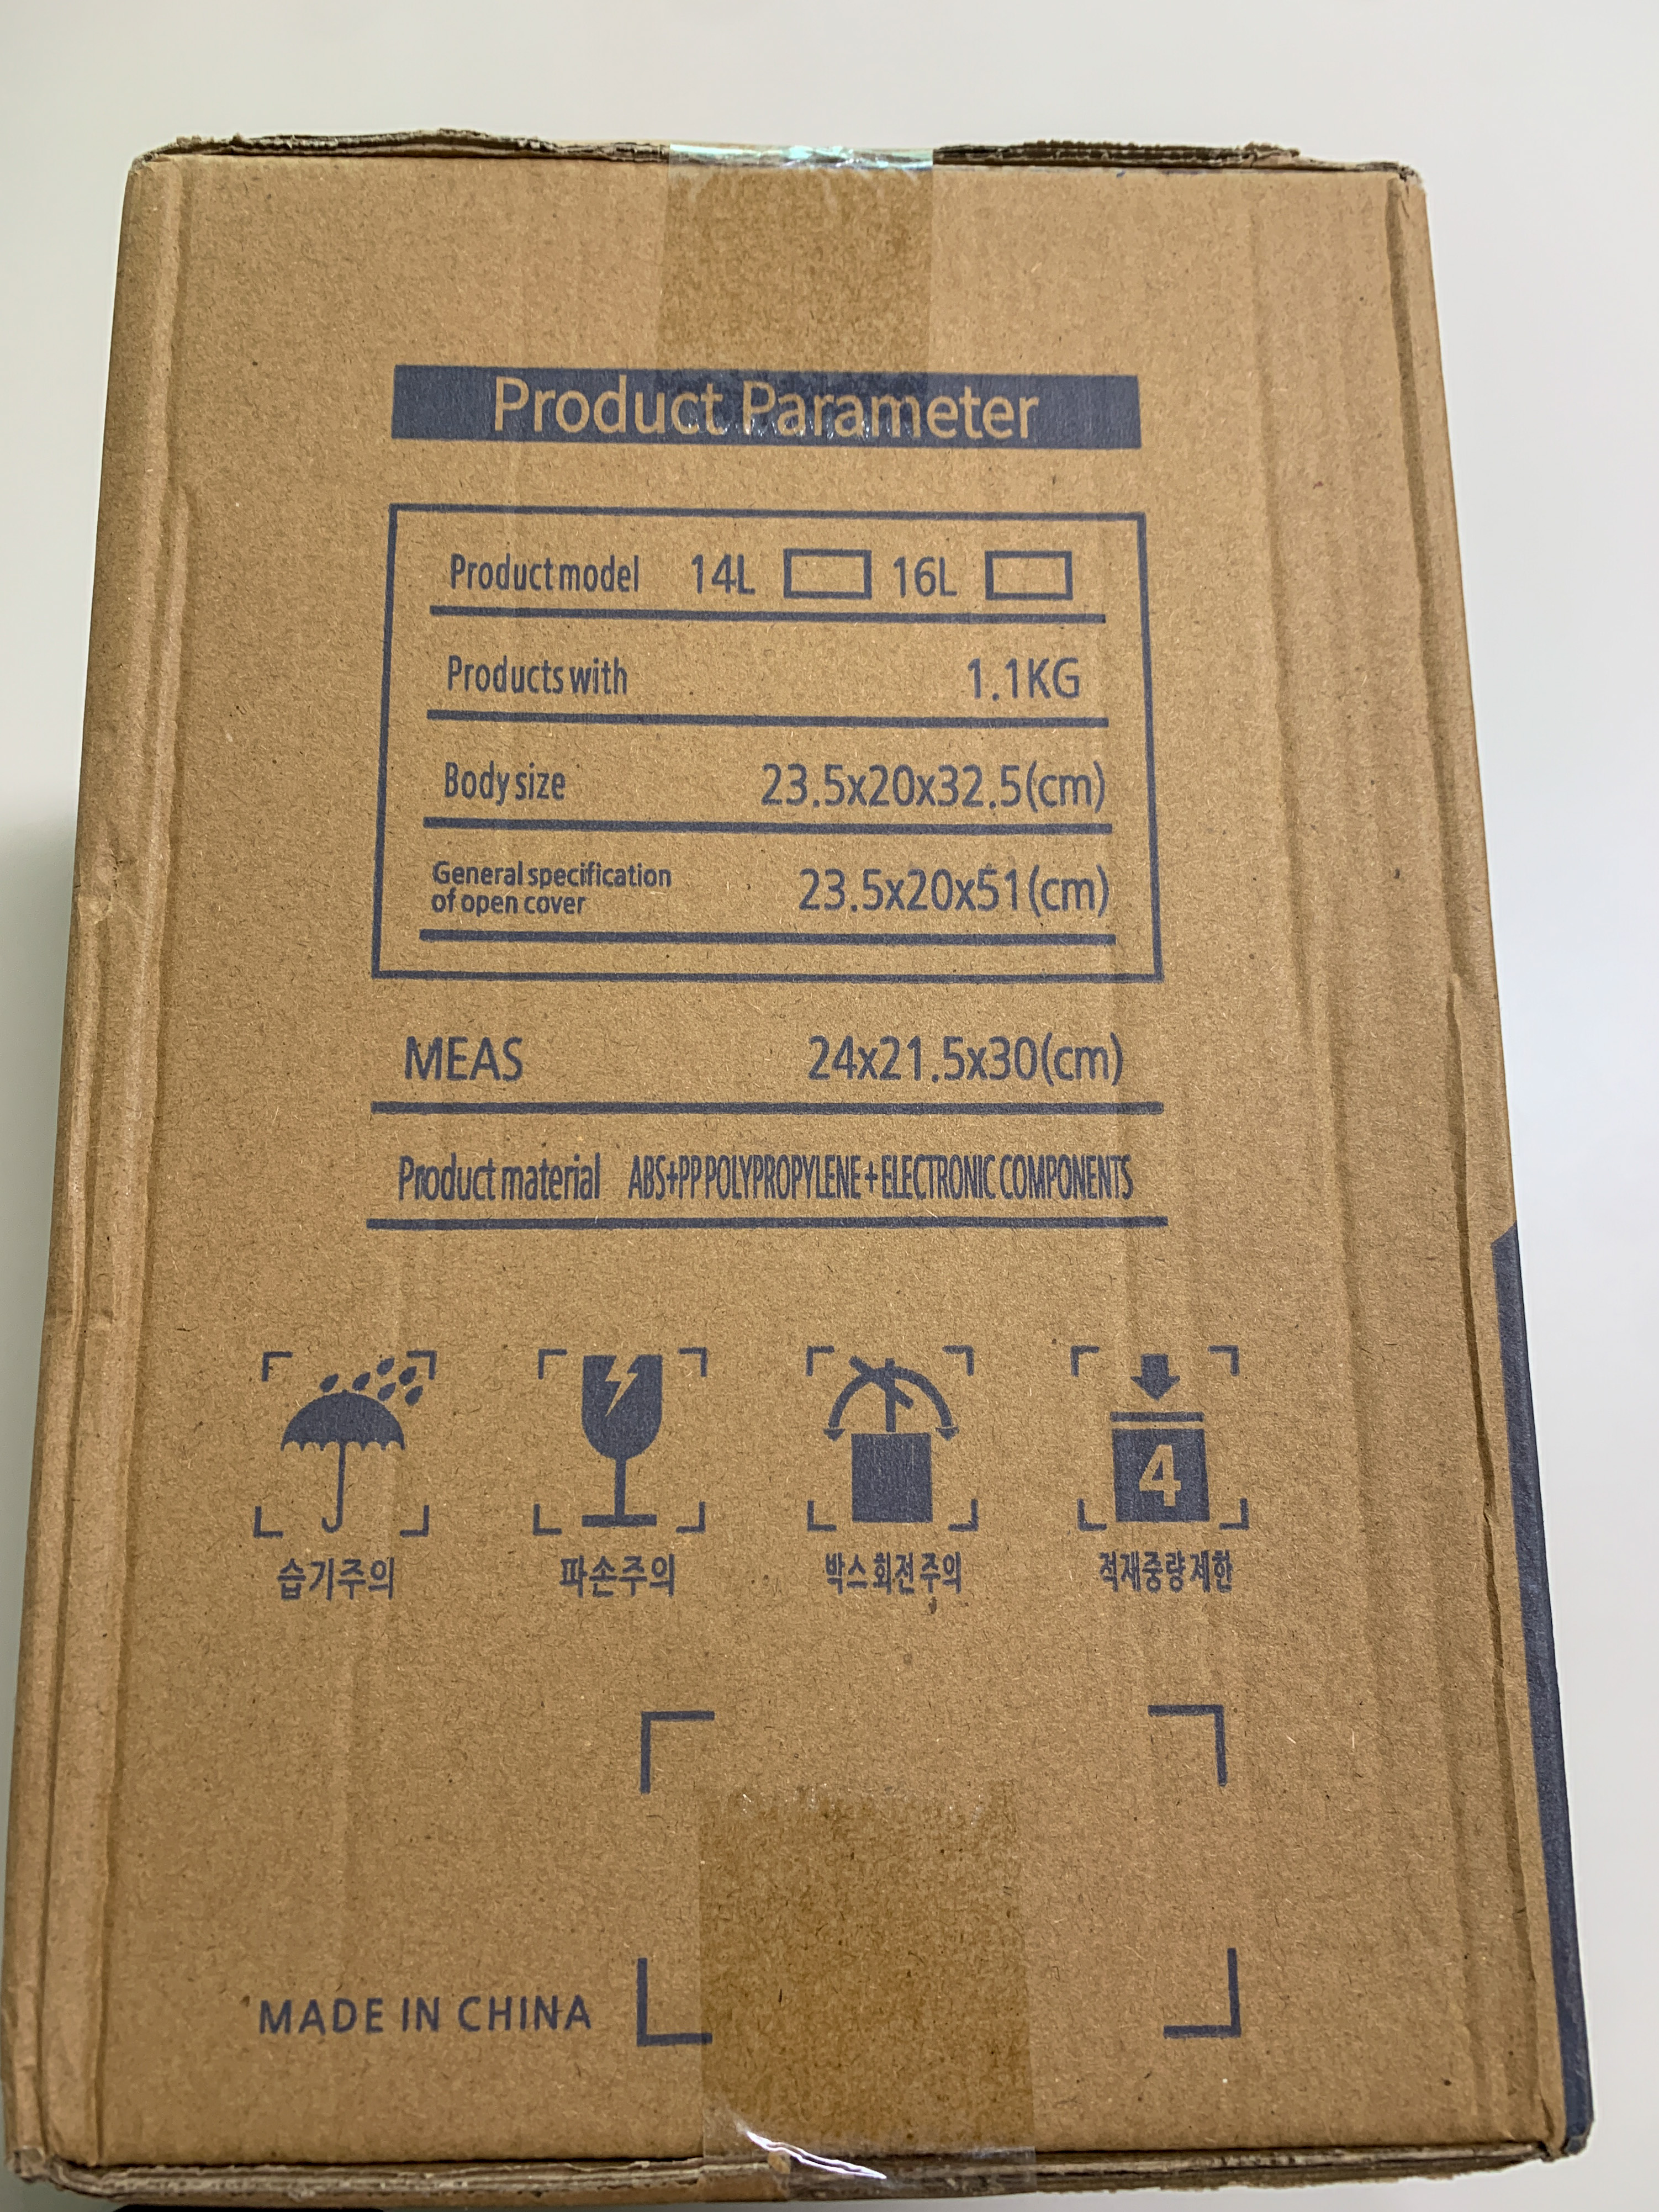 Product Parameter
Product model 14L 16L
Products with 1.1KG
Body size 23.5x20x32.5(cm)
General specification
of open cover 23.5x20x51(cm)
MEAS 24x21.5x30(cm)
Product material ABS+PP POLYPROPYLENE + ELECTRONIC COMPONENTS
4
습기주의 파손주의 박스회전주의 적재중량제한
MADE IN CHINA